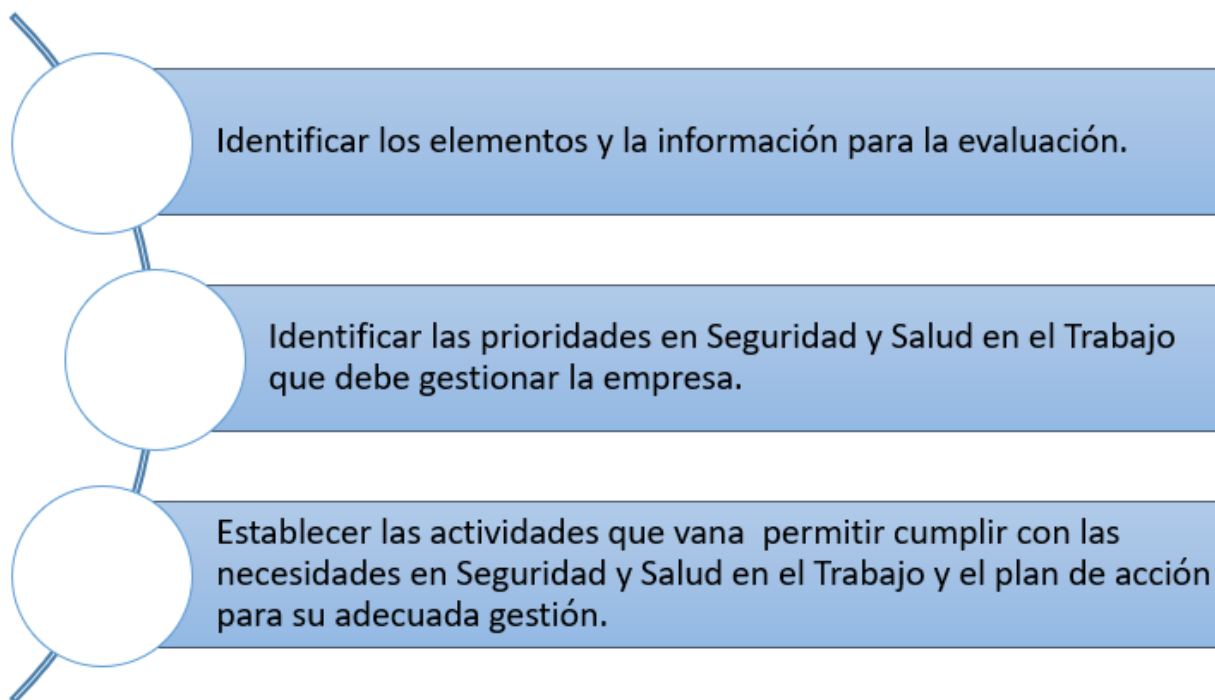 Identificar los elementos y la información para la evaluación.
Identificar las prioridades en Seguridad y Salud en el Trabajo
que debe gestionar la empresa.
Establecer las actividades que vana  permitir cumplir con las
necesidades en Seguridad y Salud en el Trabajo y el plan de acción
para su adecuada gestión.